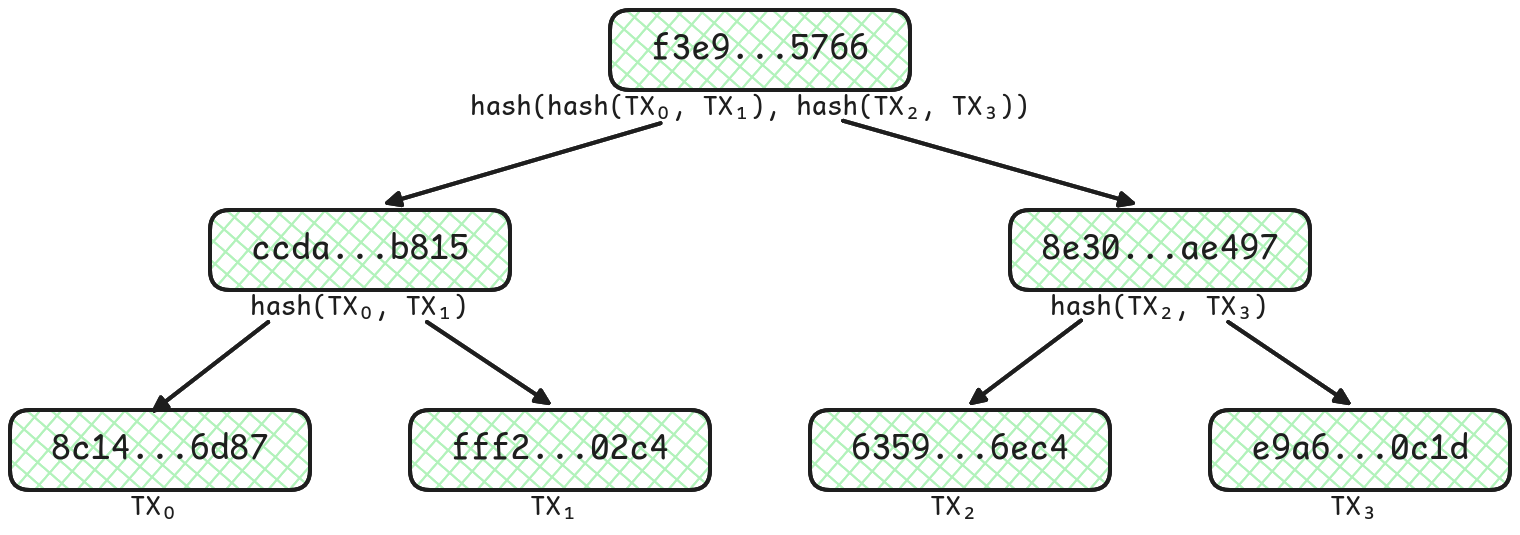 f3e9...5766
hash(hash(TX₀, TX₁), hash(TX₂, TX₃))
ccda...b815
8e30...ae497
hash(TX₀, TX₁)
hash(TX₂, TX₃)
8c14...6d87
fff2...02c4
6359...6ec4
e9a6...0c1d
TX₀
TX₁
TX₂
TX₃